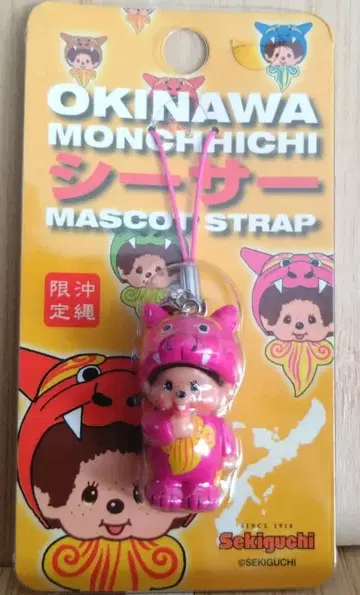 OKINAWA
MONCHHICHI
シーサー
MASCOT STRAP
沖縄
限定
SINCE 1918
Sekiguchi
©SEKIGUCHI